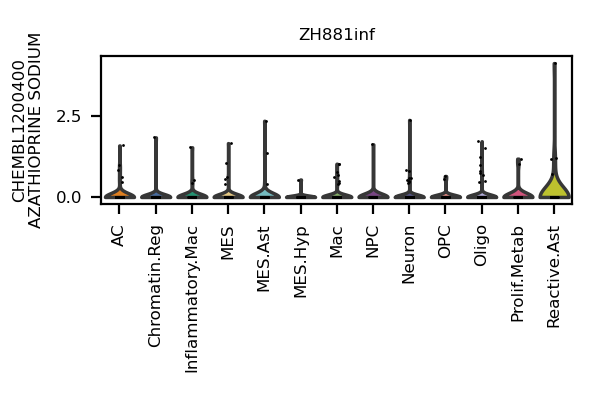 ZH881inf
CHEMBL1200400
AZATHIOPRINE SODIUM
2.5
0.0
AC
Chromatin.Reg
Inflammatory.Mac
MES
MES.Ast
MES.Hyp
Mac
NPC
Neuron
OPC
Oligo
Prolif.Metab
Reactive.Ast